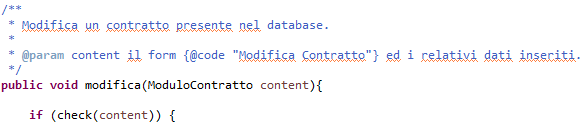 /**
 * Modifica un contratto presente nel database.
 *
 * @param content il form {@code "Modifica Contratto"} ed i relativi dati inseriti.
 */
public void modifica(ModuloContratto content){
if (check(content)) {